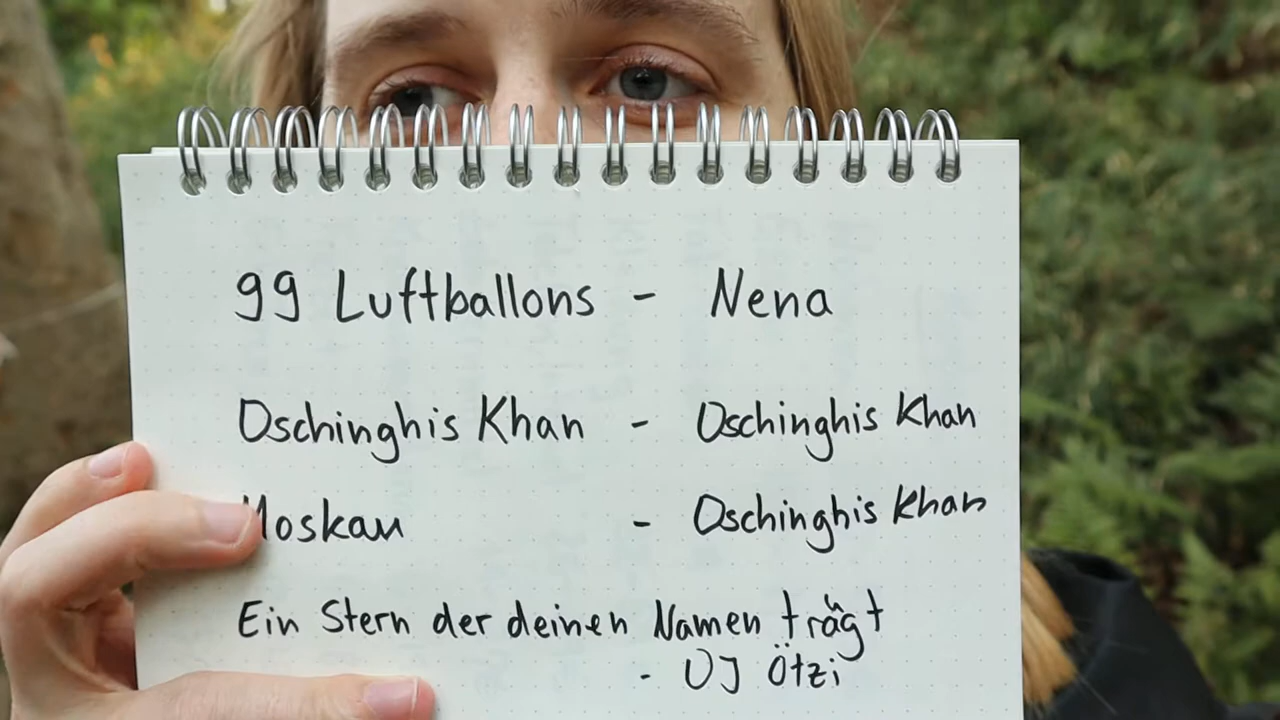 99 Luftballons - Nena
Dschinghis Khan - Dschinghis Khan
Moskau - Dschinghis Khan
Ein Stern der deinen Namen trägt
- DJ Ötzi